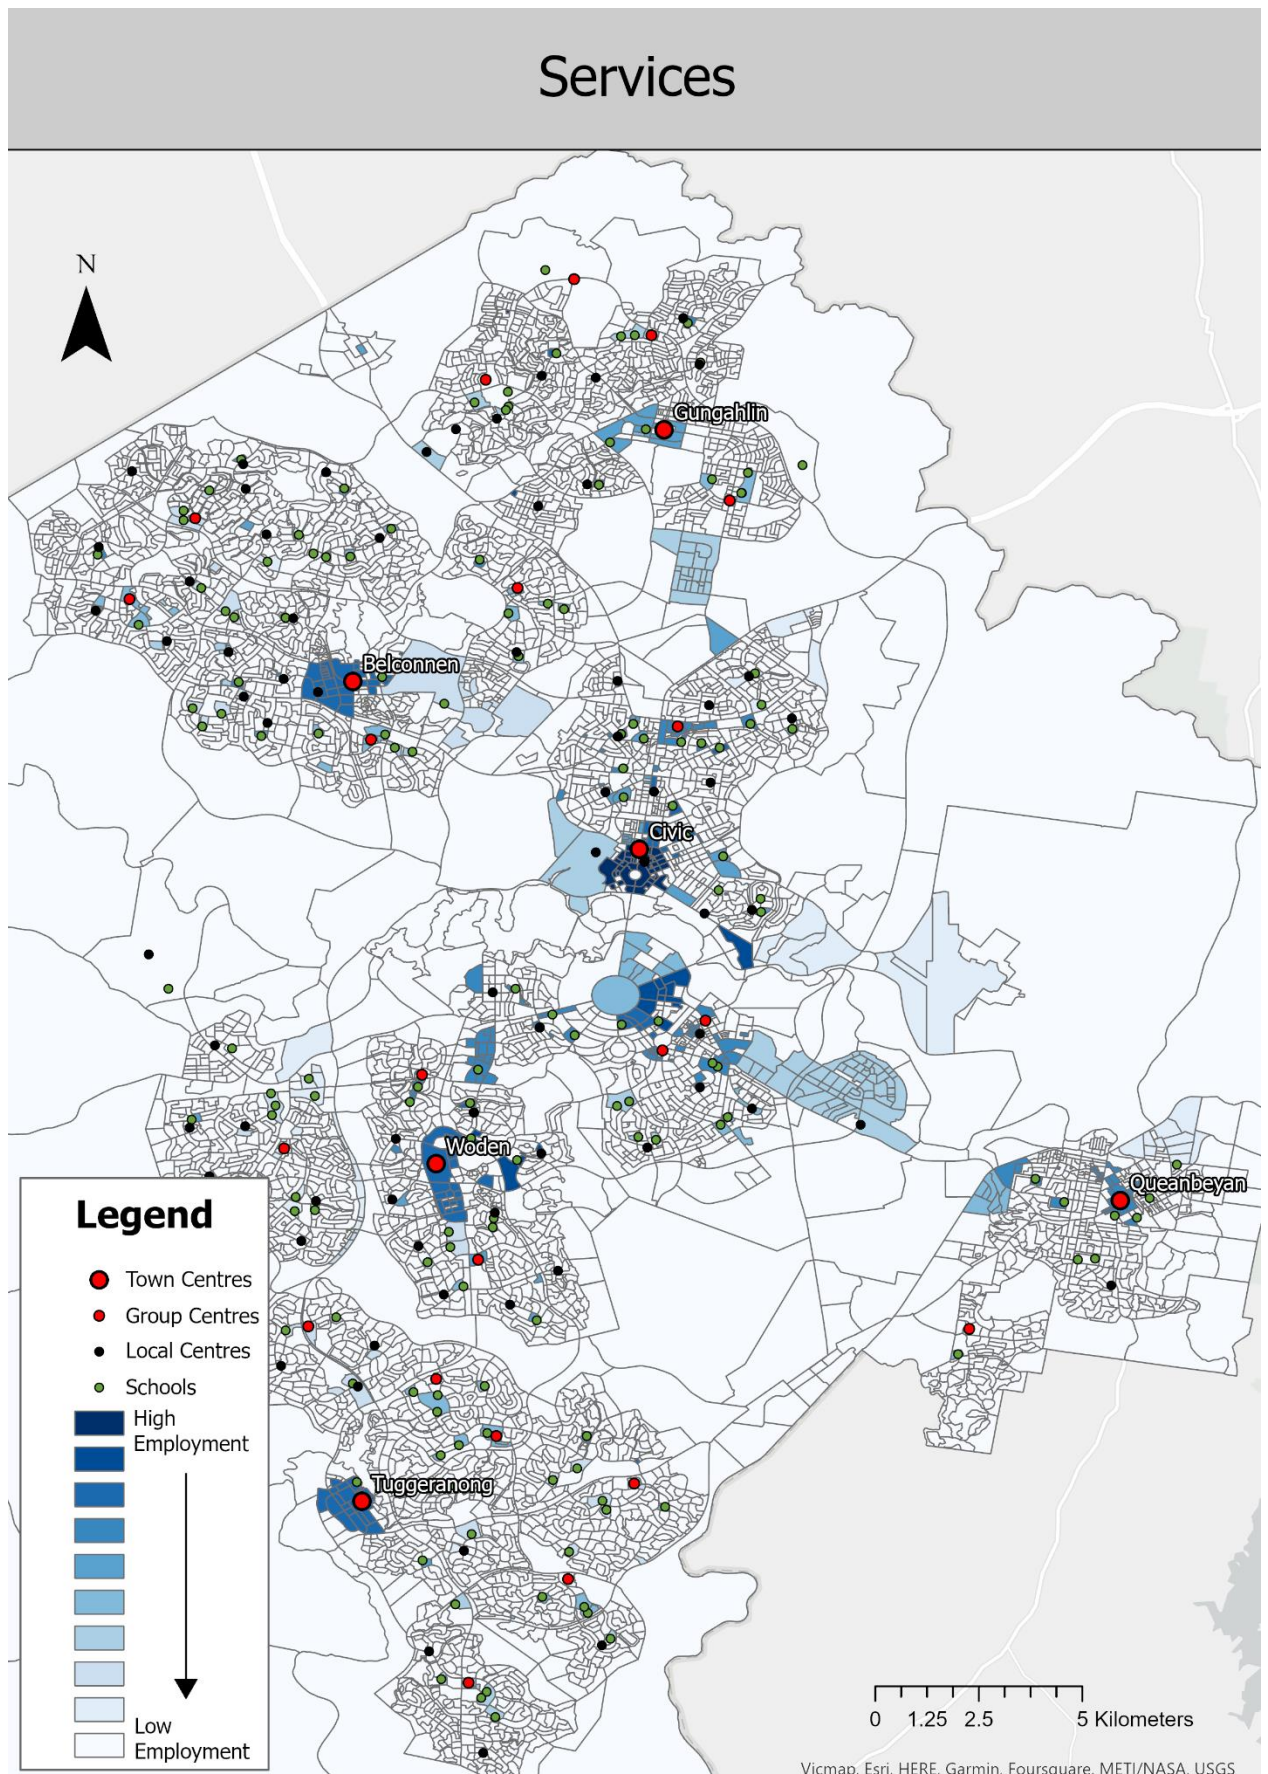 Services
N
Gungahlin
Belconnen
Civic
Woden
Queanbeyan
Tuggeranong
Legend
Town Centres
Group Centres
Local Centres
Schools
High
Employment
Low
Employment
0 1.25 2.5 5 Kilometers
Vicmap, Esri, HERE, Garmin, Foursquare, METI/NASA, USGS